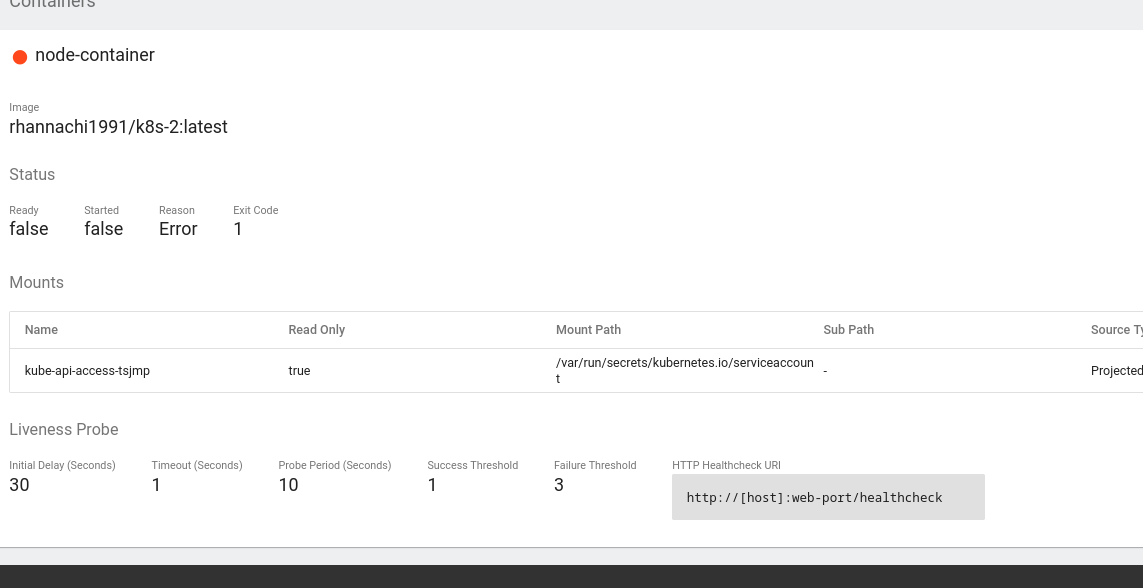 Containers
node-container
Image
rhannachi1991/k8s-2:latest
Status
Ready Started Reason Exit Code
false false Error 1
Mounts
Name Read Only Mount Path Sub Path Source Ty
kube-api-access-tsjmp true /var/run/secrets/kubernetes.io/serviceaccoun - Projected
t
Liveness Probe
Initial Delay (Seconds) Timeout (Seconds) Probe Period (Seconds) Success Threshold Failure Threshold HTTP Healthcheck URI
30 1 10 1 3 http://[host]:web-port/healthcheck